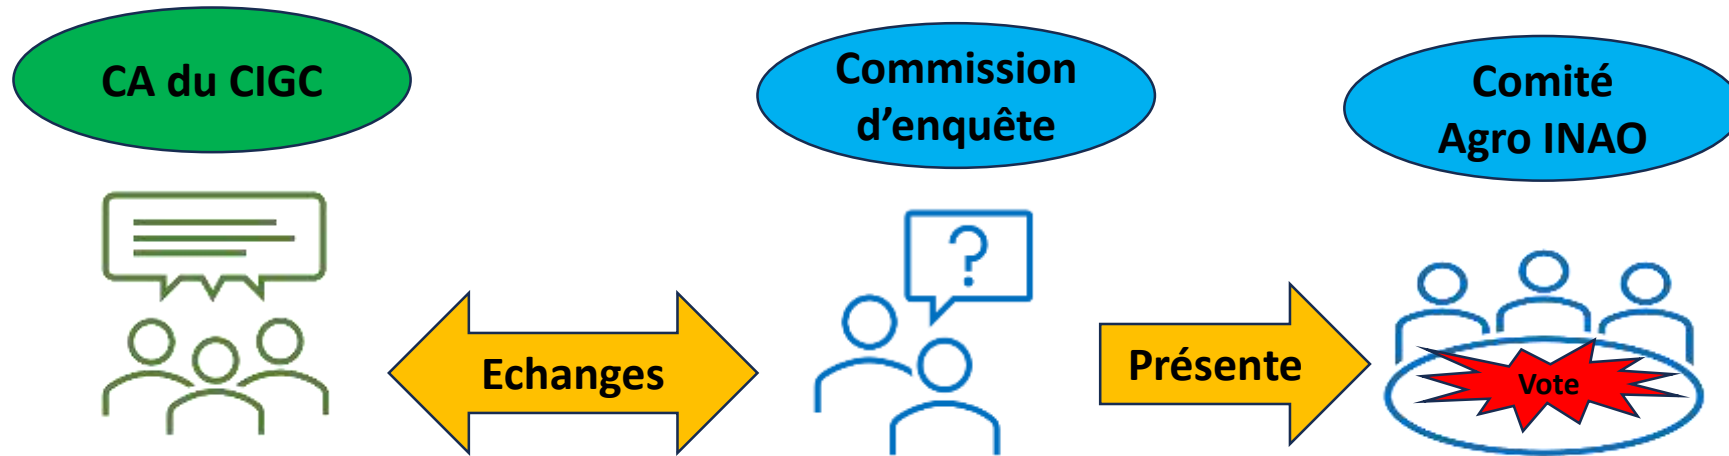 CA du CIGC
Commission
d’enquête
Comité
Agro INAO
?
Echanges
Présente
Vote